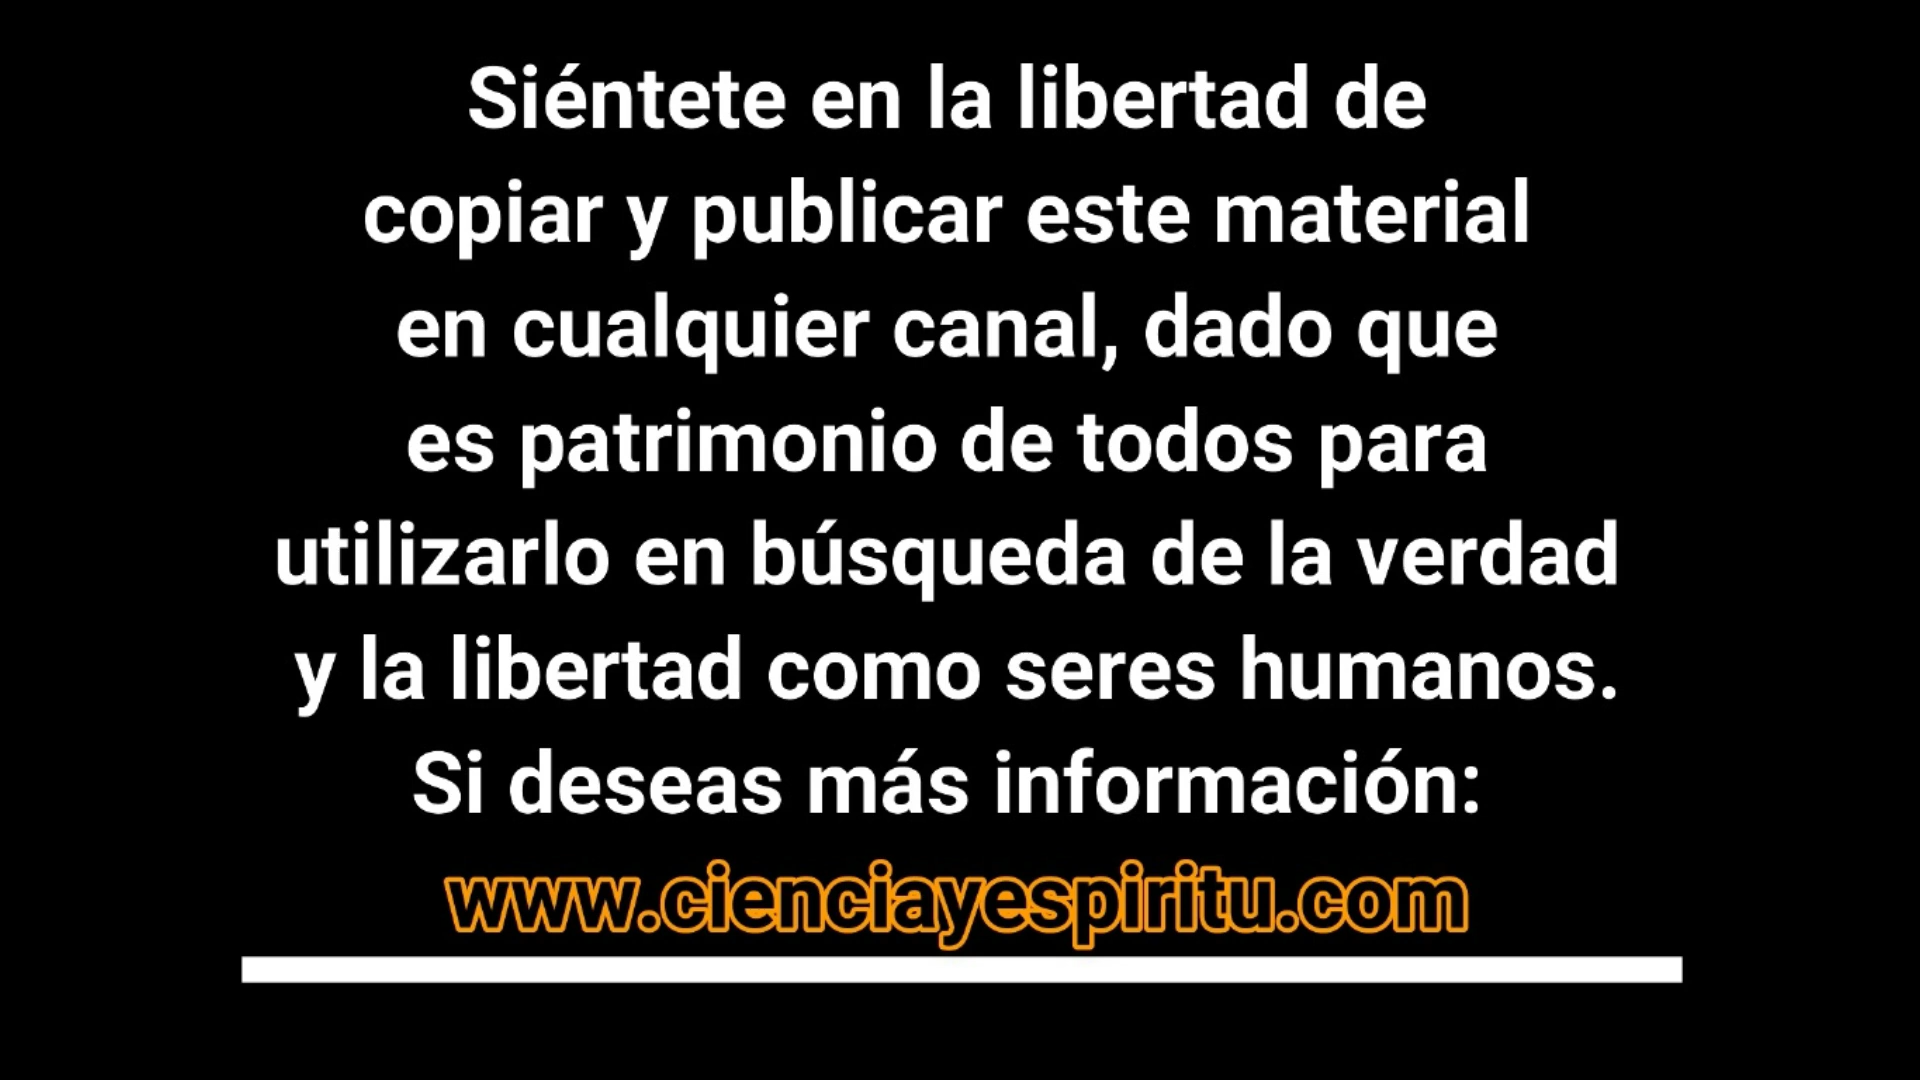 Siéntete en la libertad de
copiar y publicar este material
en cualquier canal, dado que
es patrimonio de todos para
utilizarlo en búsqueda de la verdad
y la libertad como seres humanos.
Si deseas más información:
www.cienciayespiritu.com